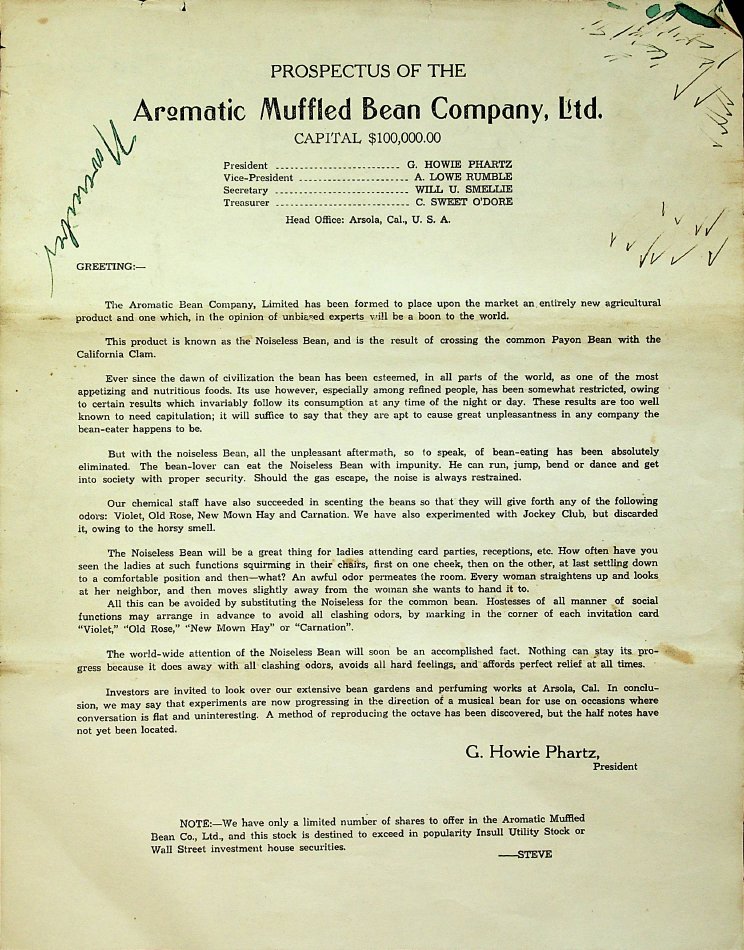 PROSPECTUS OF THE
Aromatic Muffled Bean Company, Ltd.
CAPITAL $100,000.00
President ------------------------------ G. HOWIE PHARTZ
Vice-President -------------------------- A. LOWE RUMBLE
Secretary -------------------------------- WILL U. SMELLIE
Treasurer -------------------------------- C. SWEET O'DORE
Head Office: Arsola, Cal., U. S. A.
November
GREETING:—
The Aromatic Bean Company, Limited has been formed to place upon the market an entirely new agricultural
product and one which, in the opinion of unbiased experts will be a boon to the world.
This product is known as the Noiseless Bean, and is the result of crossing the common Payon Bean with the
California Clam.
Ever since the dawn of civilization the bean has been esteemed, in all parts of the world, as one of the most
appetizing and nutritious foods. Its use however, especially among refined people, has been somewhat restricted, owing
to certain results which invariably follow its consumption at any time of the night or day. These results are too well
known to need capitulation; it will suffice to say that they are apt to cause great unpleasantness in any company the
bean-eater happens to be.
But with the noiseless Bean, all the unpleasant aftermath, so to speak, of bean-eating has been absolutely
eliminated. The bean-lover can eat the Noiseless Bean with impunity. He can run, jump, bend or dance and get
into society with proper security. Should the gas escape, the noise is always restrained.
Our chemical staff have also succeeded in scenting the beans so that they will give forth any of the following
odors: Violet, Old Rose, New Mown Hay and Carnation. We have also experimented with Jockey Club, but discarded
it, owing to the horsy smell.
The Noiseless Bean will be a great thing for ladies attending card parties, receptions, etc. How often have you
seen the ladies at such functions squirming in their chairs, first on one cheek, then on the other, at last settling down
to a comfortable position and then—what? An awful odor permeates the room. Every woman straightens up and looks
at her neighbor, and then moves slightly away from the woman she wants to hand it to.
All this can be avoided by substituting the Noiseless for the common bean. Hostesses of all manner of social
functions may arrange in advance to avoid all clashing odors, by marking in the corner of each invitation card
"Violet," "Old Rose," "New Mown Hay" or "Carnation".
The world-wide attention of the Noiseless Bean will soon be an accomplished fact. Nothing can stay its pro-
gress because it does away with all clashing odors, avoids all hard feelings, and affords perfect relief at all times.
Investors are invited to look over our extensive bean gardens and perfuming works at Arsola, Cal. In conclu-
sion, we may say that experiments are now progressing in the direction of a musical bean for use on occasions where
conversation is flat and uninteresting. A method of reproducing the octave has been discovered, but the half notes have
not yet been located.
G. Howie Phartz,
President
NOTE:—We have only a limited number of shares to offer in the Aromatic Muffled
Bean Co., Ltd., and this stock is destined to exceed in popularity Insull Utility Stock or
Wall Street investment house securities.
——STEVE